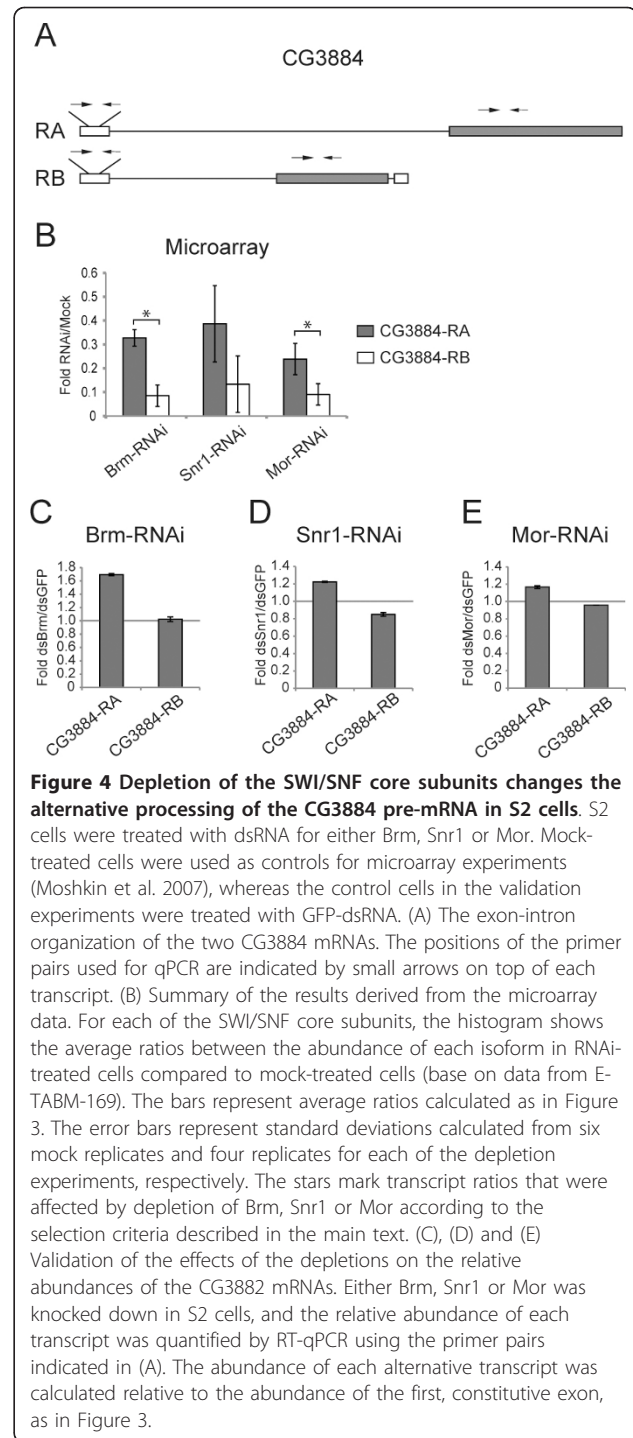 A
CG3884
RA
RB
B
Microarray
Fold RNAi/Mock
0.6
0.5
0.4
0.3
0.2
0.1
0
*
*
CG3884-RA
CG3884-RB
Brm-RNAi
Snr1-RNAi
Mor-RNAi
C
Brm-RNAi
Fold dsBrm/dsGFP
1.8
1.6
1.4
1.2
1.0
0.8
0.6
0.4
0.2
0
CG3884-RA
CG3884-RB
D
Snr1-RNAi
Fold dsSnr1/dsGFP
1.4
1.2
1
0.8
0.6
0.4
0.2
0
CG3884-RA
CG3884-RB
E
Mor-RNAi
Fold dsMor/dsGFP
1.4
1.2
1
0.8
0.6
0.4
0.2
0
CG3884-RA
CG3884-RB
Figure 4 Depletion of the SWI/SNF core subunits changes the
alternative processing of the CG3884 pre-mRNA in S2 cells. S2
cells were treated with dsRNA for either Brm, Snr1 or Mor. Mock-
treated cells were used as controls for microarray experiments
(Moshkin et al. 2007), whereas the control cells in the validation
experiments were treated with GFP-dsRNA. (A) The exon-intron
organization of the two CG3884 mRNAs. The positions of the primer
pairs used for qPCR are indicated by small arrows on top of each
transcript. (B) Summary of the results derived from the microarray
data. For each of the SWI/SNF core subunits, the histogram shows
the average ratios between the abundance of each isoform in RNAi-
treated cells compared to mock-treated cells (base on data from E-
TABM-169). The bars represent average ratios calculated as in Figure
3. The error bars represent standard deviations calculated from six
mock replicates and four replicates for each of the depletion
experiments, respectively. The stars mark transcript ratios that were
affected by depletion of Brm, Snr1 or Mor according to the
selection criteria described in the main text. (C), (D) and (E)
Validation of the effects of the depletions on the relative
abundances of the CG3882 mRNAs. Either Brm, Snr1 or Mor was
knocked down in S2 cells, and the relative abundance of each
transcript was quantified by RT-qPCR using the primer pairs
indicated in (A). The abundance of each alternative transcript was
calculated relative to the abundance of the first, constitutive exon,
as in Figure 3.